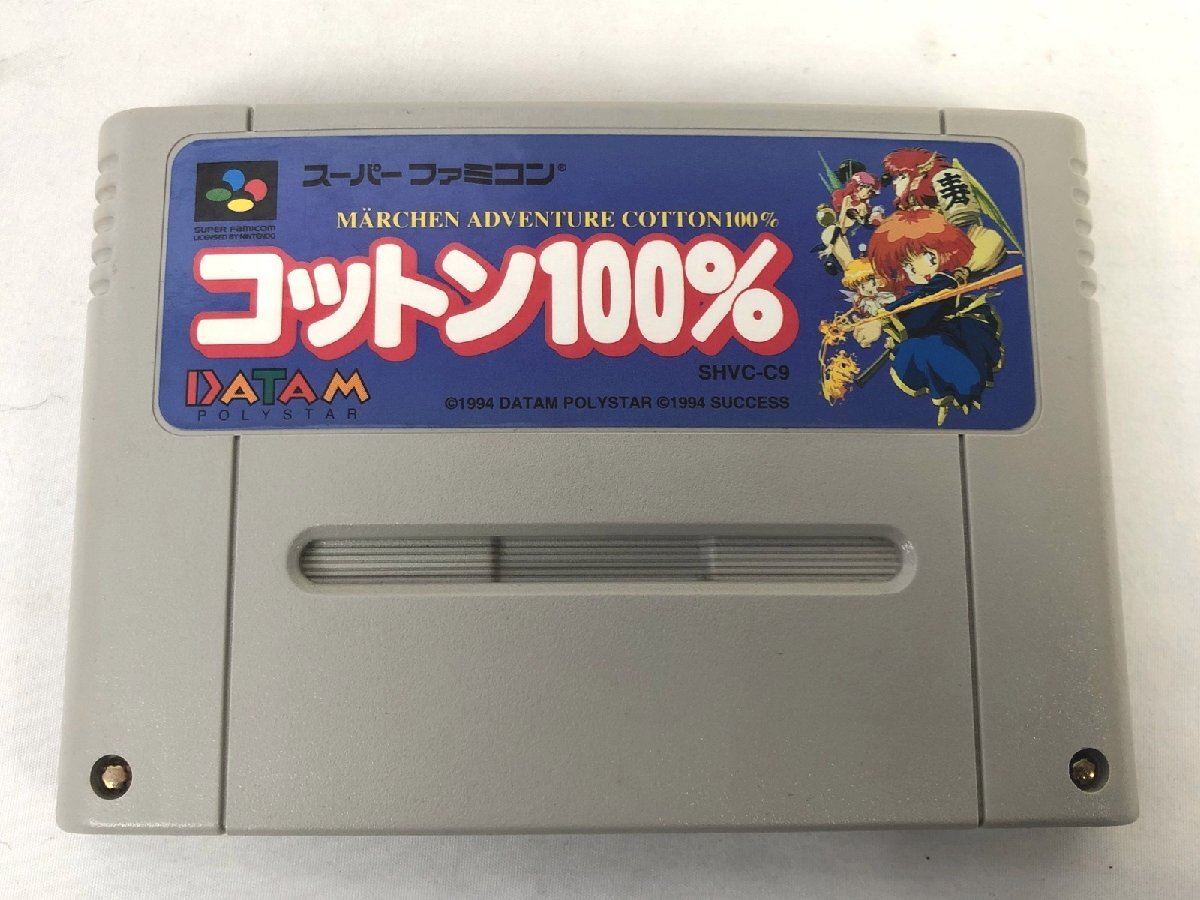 スーパーファミコン®
SUPER FAMICOM
LICENSED BY NINTENDO
MÄRCHEN ADVENTURE COTTON100%
コットン100%
SHVC-C9
DATAM
POLYSTAR
©1994 DATAM POLYSTAR ©1994 SUCCESS